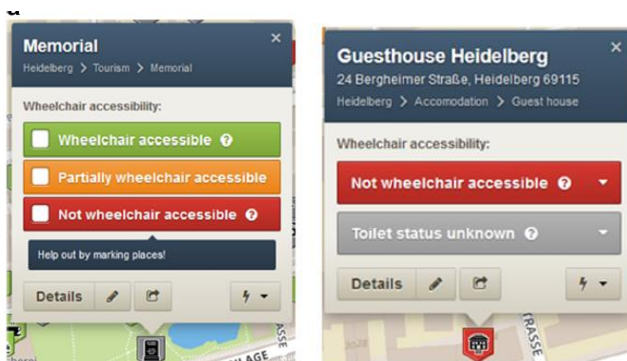 a
Memorial
Heidelberg > Tourism > Memorial
Wheelchair accessibility:
Wheelchair accessible ?
Partially wheelchair accessible
Not wheelchair accessible ?
Help out by marking places!
Details
Guesthouse Heidelberg
24 Bergheimer Straße, Heidelberg 69115
Heidelberg > Accomodation > Guest house
Wheelchair accessibility:
Not wheelchair accessible ?
Toilet status unknown ?
Details